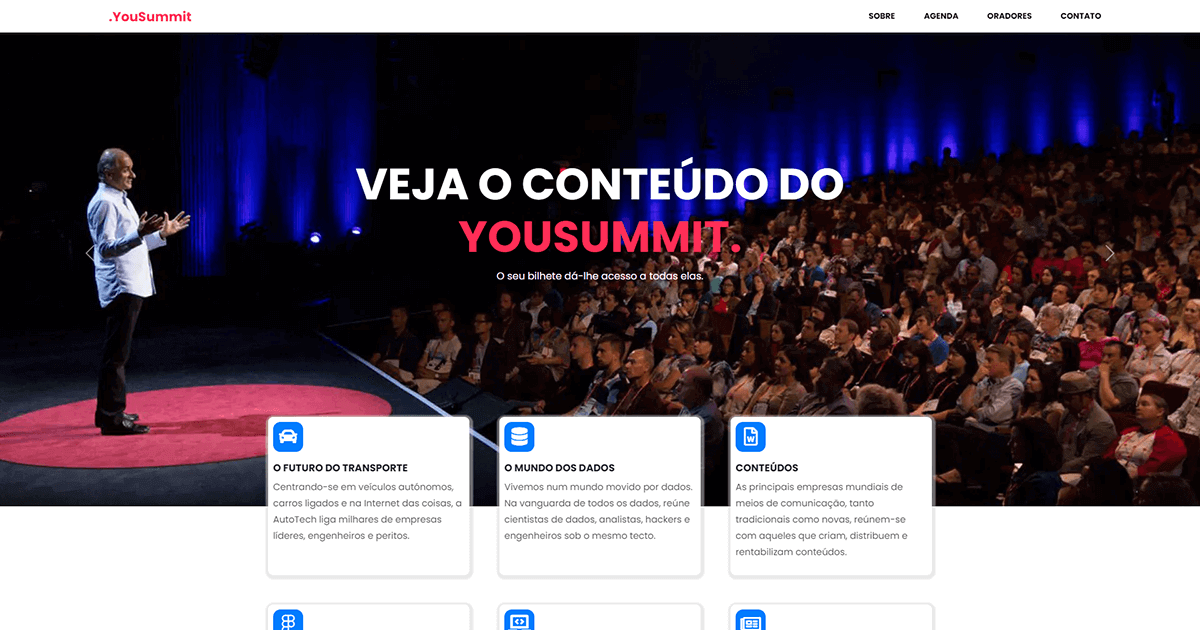 .YouSummit
SOBRE
AGENDA
ORADORES
CONTATO
VEJA O CONTEÚDO DO
YOUSUMMIT.
O seu bilhete dá-lhe acesso a todas elas.
O FUTURO DO TRANSPORTE
Centrando-se em veículos autónomos,
carros ligados e na Internet das coisas, a
AutoTech liga milhares de empresas
líderes, engenheiros e peritos.
O MUNDO DOS DADOS
Vivemos num mundo movido por dados.
Na vanguarda de todos os dados, reúne
cientistas de dados, analistas, hackers e
engenheiros sob o mesmo tecto.
W
CONTEÚDOS
As principais empresas mundiais de
meios de comunicação, tanto
tradicionais como novas, reúnem-se
com aqueles que criam, distribuem e
rentabilizam conteúdos.